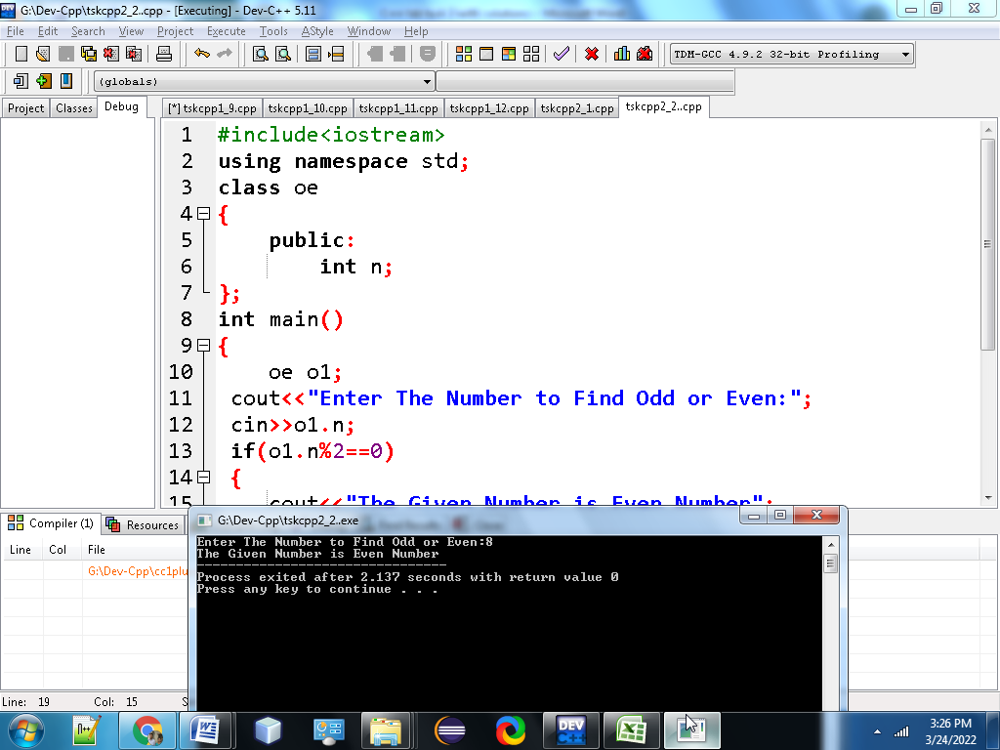 G:\Dev-Cpp\tskcpp2_2..cpp - [Executing] - Dev-C++ 5.11
File Edit Search View Project Execute Tools AStyle Window Help
TDM-GCC 4.9.2 32-bit Profiling
(globals)
Project Classes Debug
[*] tskcpp1_9.cpp tskcpp1_10.cpp tskcpp1_11.cpp tskcpp1_12.cpp tskcpp2_1.cpp tskcpp2_2..cpp
1 #include<iostream>
2 using namespace std;
3 class oe
4 {
5 public:
6 int n;
7 };
8 int main()
9 {
10 oe o1;
11 cout<<"Enter The Number to Find Odd or Even:";
12 cin>>o1.n;
13 if(o1.n%2==0)
14 {
15 cout<<"The Given Number is Even Number";
Compiler (1) Resources
Line Col File
G:\Dev-Cpp\cc1plu
G:\Dev-Cpp\tskcpp2_2..exe
Enter The Number to Find Odd or Even:8
The Given Number is Even Number
--------------------------------
Process exited after 2.137 seconds with return value 0
Press any key to continue . . .
Line: 19 Col: 15 S
n++
DEV
3:26 PM
3/24/2022